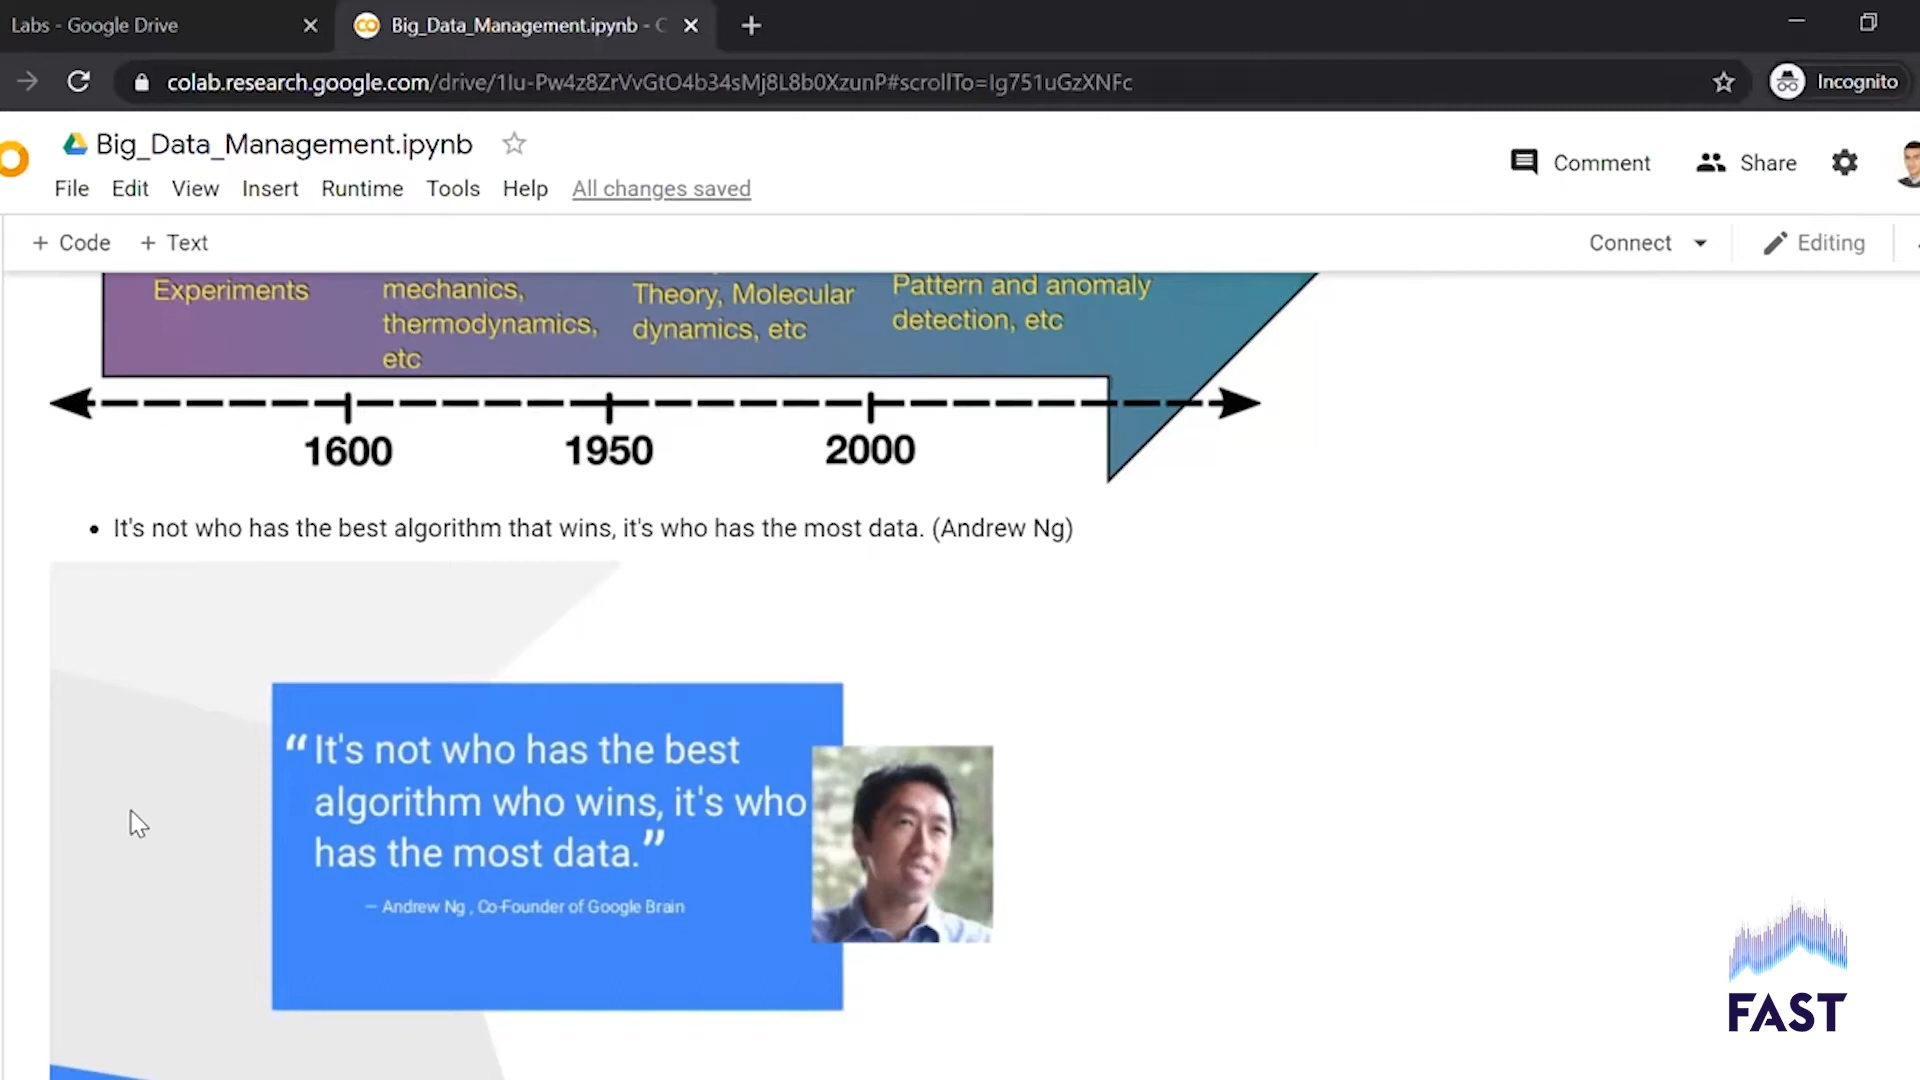 Labs - Google Drive
Big_Data_Management.ipynb - C
colab.research.google.com/drive/1Iu-Pw4z8ZrVvGtO4b34sMj8L8b0XzunP#scrollTo=Ig751uGzXNFc
Incognito
Big_Data_Management.ipynb
Comment
Share
File Edit View Insert Runtime Tools Help All changes saved
+ Code + Text
Connect
Editing
Experiments
mechanics,
thermodynamics,
etc
Theory, Molecular
dynamics, etc
Pattern and anomaly
detection, etc
1600 1950 2000
• It's not who has the best algorithm that wins, it's who has the most data. (Andrew Ng)
“It's not who has the best
algorithm who wins, it's who
has the most data.”
— Andrew Ng , Co-Founder of Google Brain
FAST